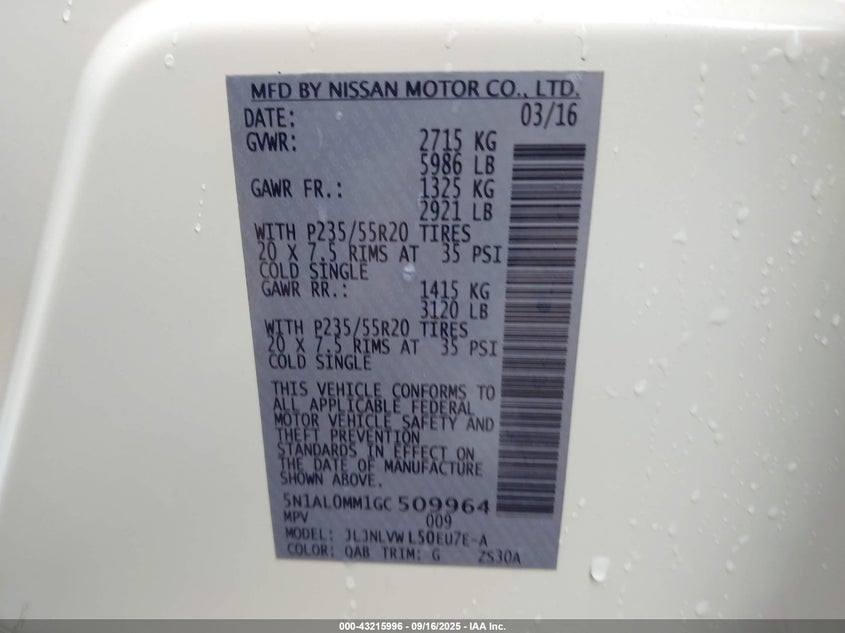 MFD BY NISSAN MOTOR CO., LTD.
DATE: 03/16
GVWR: 2715 KG
5986 LB
GAWR FR.: 1325 KG
2921 LB
WITH P235/55R20 TIRES
20 X 7.5 RIMS AT 35 PSI
COLD SINGLE
GAWR RR.: 1415 KG
3120 LB
WITH P235/55R20 TIRES
20 X 7.5 RIMS AT 35 PSI
COLD SINGLE
THIS VEHICLE CONFORMS TO
ALL APPLICABLE FEDERAL
MOTOR VEHICLE SAFETY AND
THEFT PREVENTION
STANDARDS IN EFFECT ON
THE DATE OF MANUFACTURE
SHOWN ABOVE.
5N1AL0MM1GC509964
MPV 009
MODEL: JLJNLVWL50EU7E-A
COLOR: QAB TRIM: G ZS30A
000-43215996 - 09/16/2025 - IAA Inc.